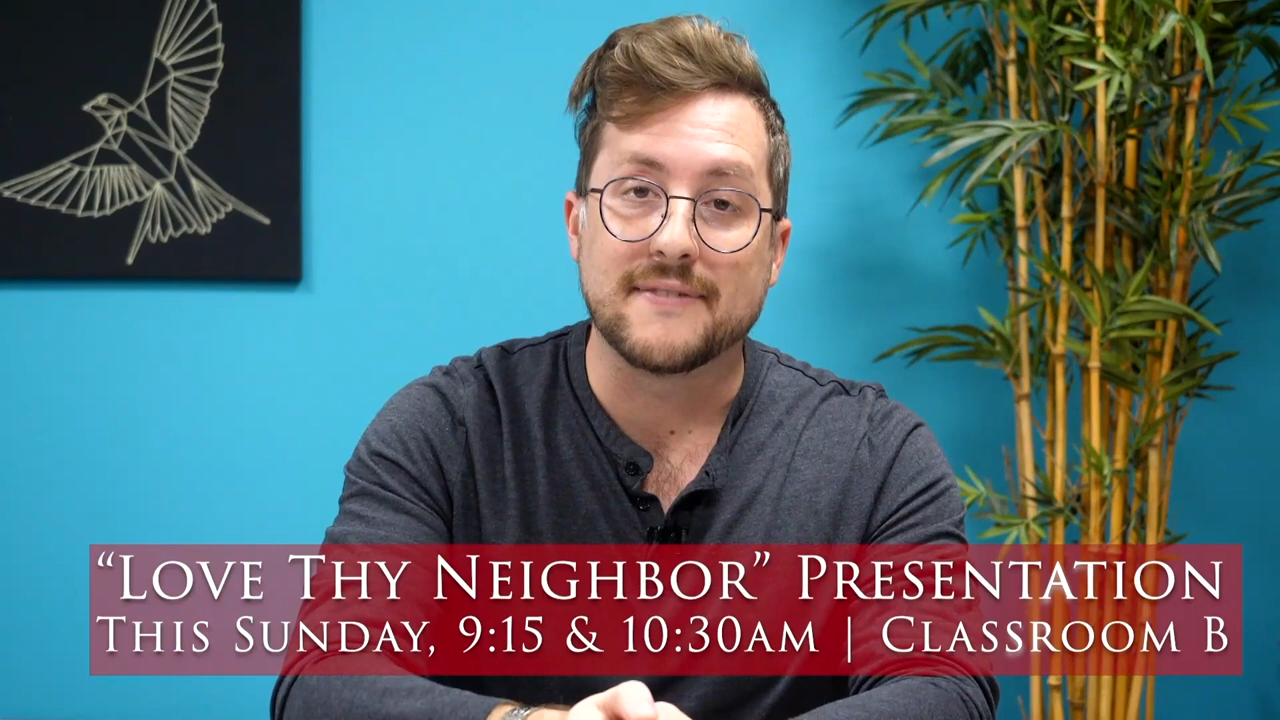 “Love Thy Neighbor” Presentation
This Sunday, 9:15 & 10:30am | Classroom B